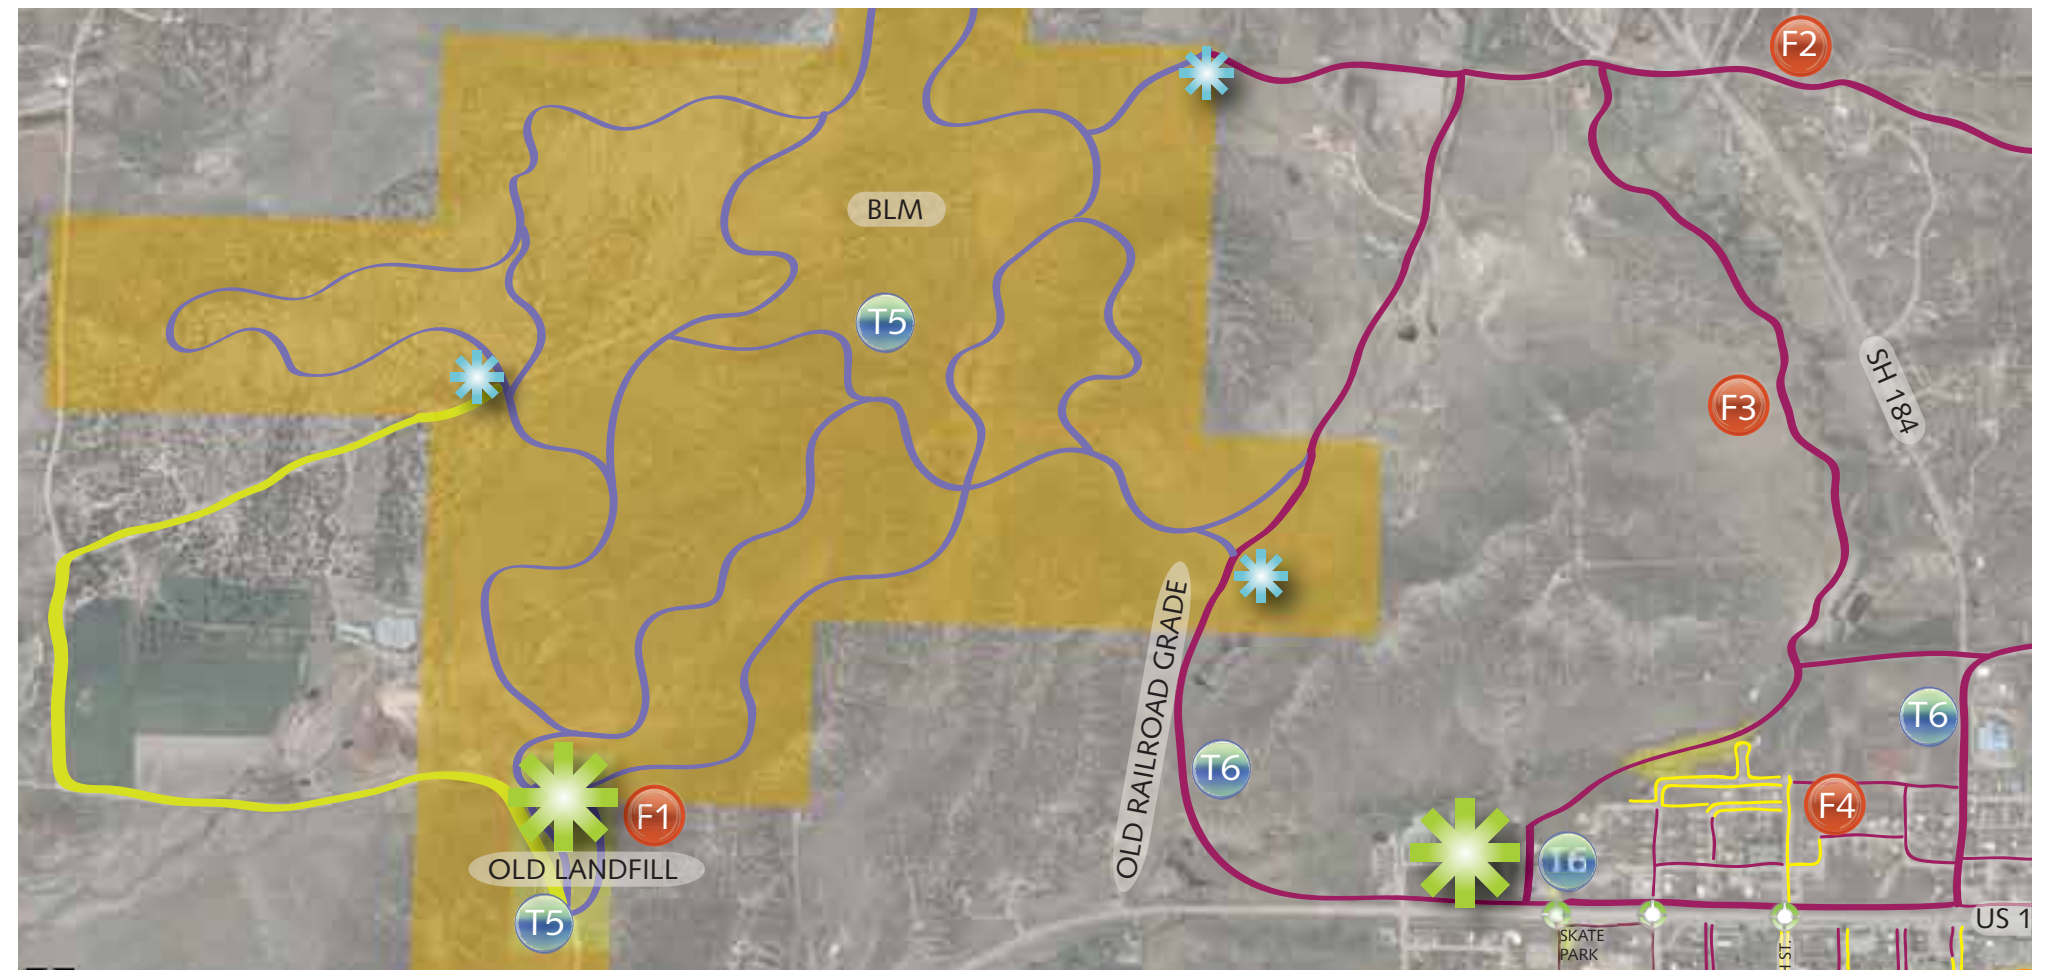 F2
BLM
T5
SH 184
F3
OLD RAILROAD GRADE
T6
T6
F1
F4
OLD LANDFILL
T6
T5
US 1
SKATE
PARK
ST.